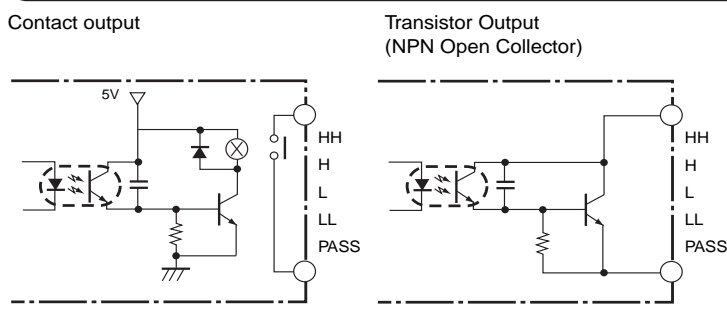 Contact output
5V
HH
H
L
LL
PASS
Transistor Output
(NPN Open Collector)
HH
H
L
LL
PASS